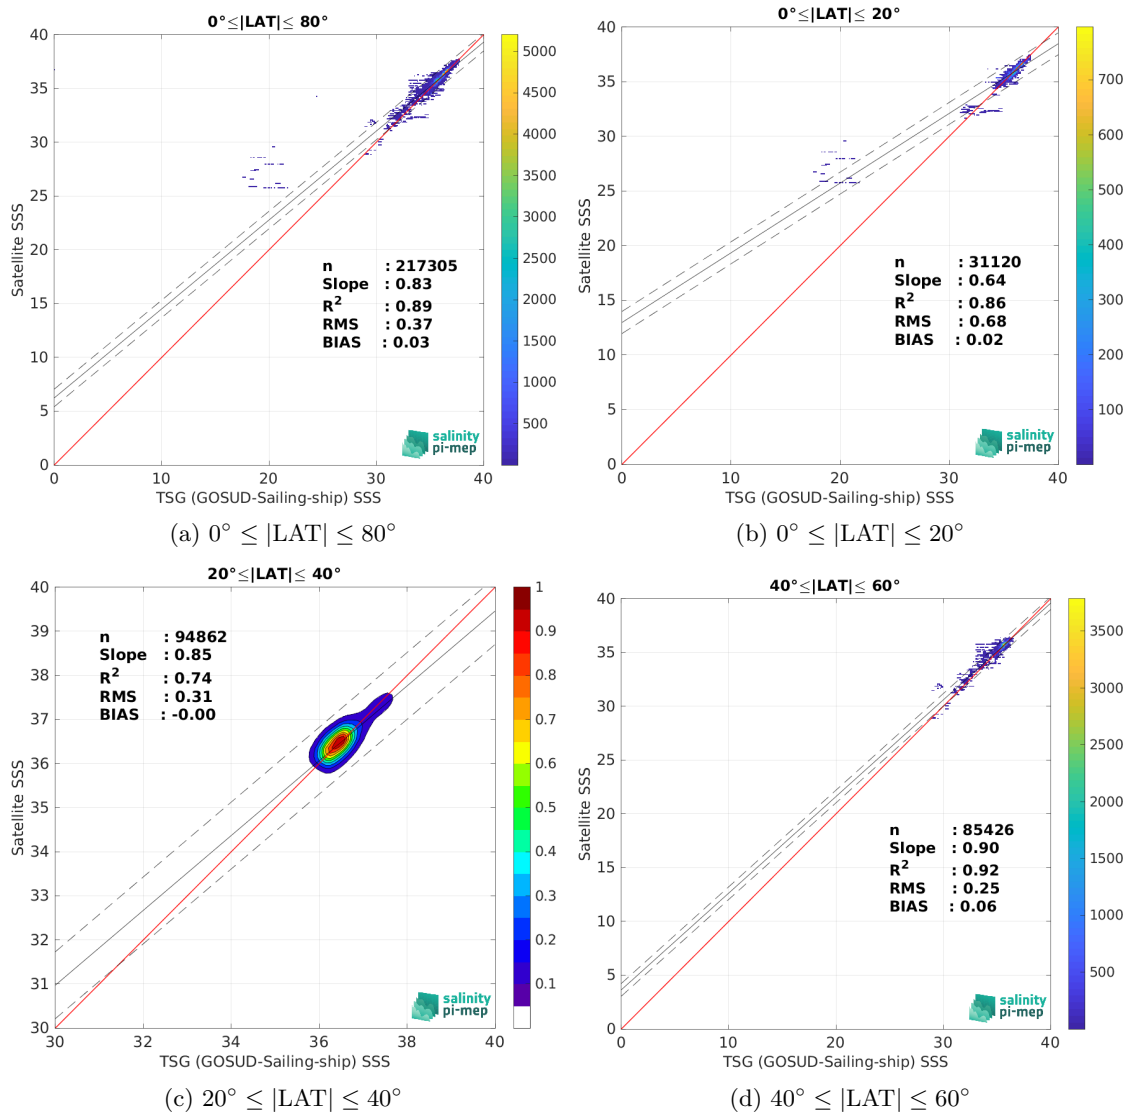 0°≤|LAT|≤ 80°
40
35
30
25
20
15
10
5
0
Satellite SSS
n : 217305
Slope : 0.83
R2 : 0.89
RMS : 0.37
BIAS : 0.03
salinity
pi-mep
0 10 20 30 40
TSG (GOSUD-Sailing-ship) SSS
5000
4500
4000
3500
3000
2500
2000
1500
1000
500
(a) 0° ≤ |LAT| ≤ 80°
0°≤|LAT|≤ 20°
40
35
30
25
20
15
10
5
0
Satellite SSS
n : 31120
Slope : 0.64
R2 : 0.86
RMS : 0.68
BIAS : 0.02
salinity
pi-mep
0 10 20 30 40
TSG (GOSUD-Sailing-ship) SSS
700
600
500
400
300
200
100
(b) 0° ≤ |LAT| ≤ 20°
20°≤|LAT|≤ 40°
40
39
38
37
36
35
34
33
32
31
30
Satellite SSS
n : 94862
Slope : 0.85
R2 : 0.74
RMS : 0.31
BIAS : -0.00
salinity
pi-mep
30 32 34 36 38 40
TSG (GOSUD-Sailing-ship) SSS
1
0.9
0.8
0.7
0.6
0.5
0.4
0.3
0.2
0.1
(c) 20° ≤ |LAT| ≤ 40°
40°≤|LAT|≤ 60°
40
35
30
25
20
15
10
5
0
Satellite SSS
n : 85426
Slope : 0.90
R2 : 0.92
RMS : 0.25
BIAS : 0.06
salinity
pi-mep
0 10 20 30 40
TSG (GOSUD-Sailing-ship) SSS
3500
3000
2500
2000
1500
1000
500
(d) 40° ≤ |LAT| ≤ 60°